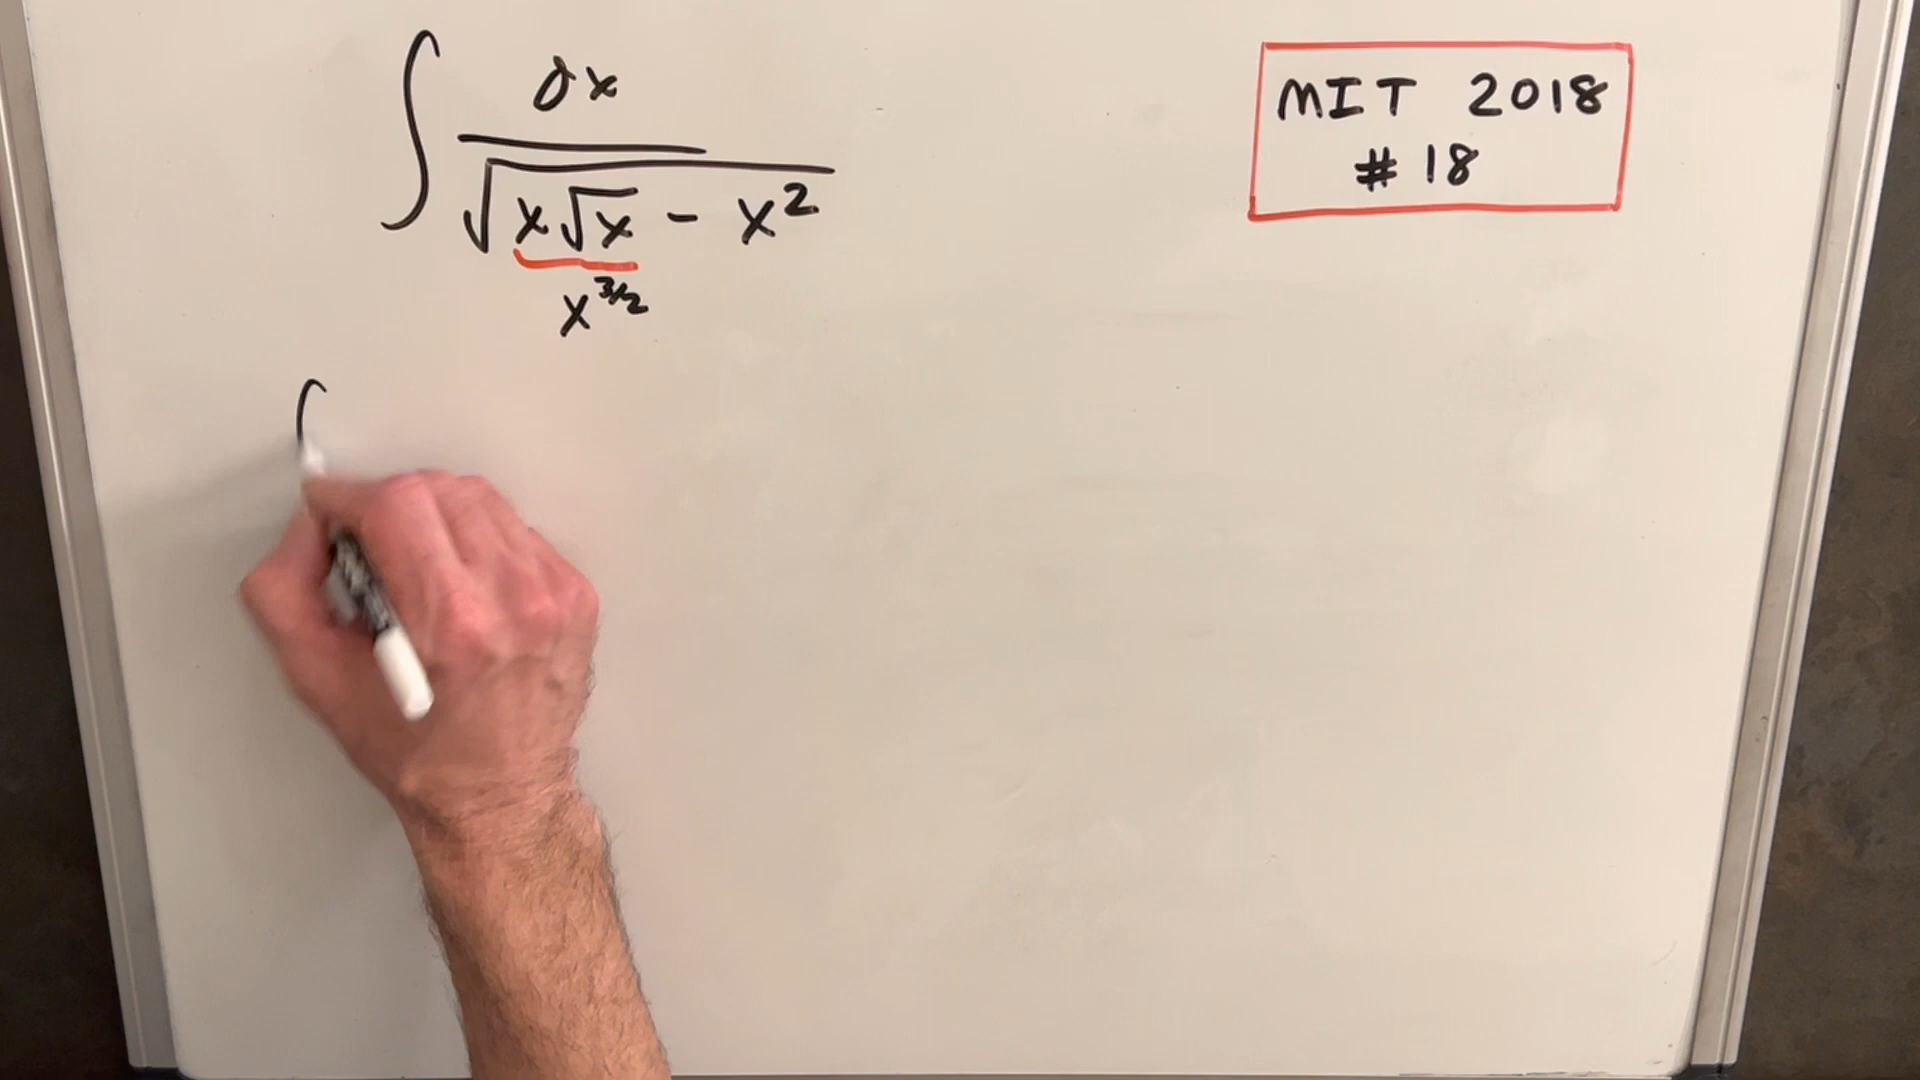 ∫ dx / √(x√x - x²)
x^(3/2)
∫
MIT 2018
# 18